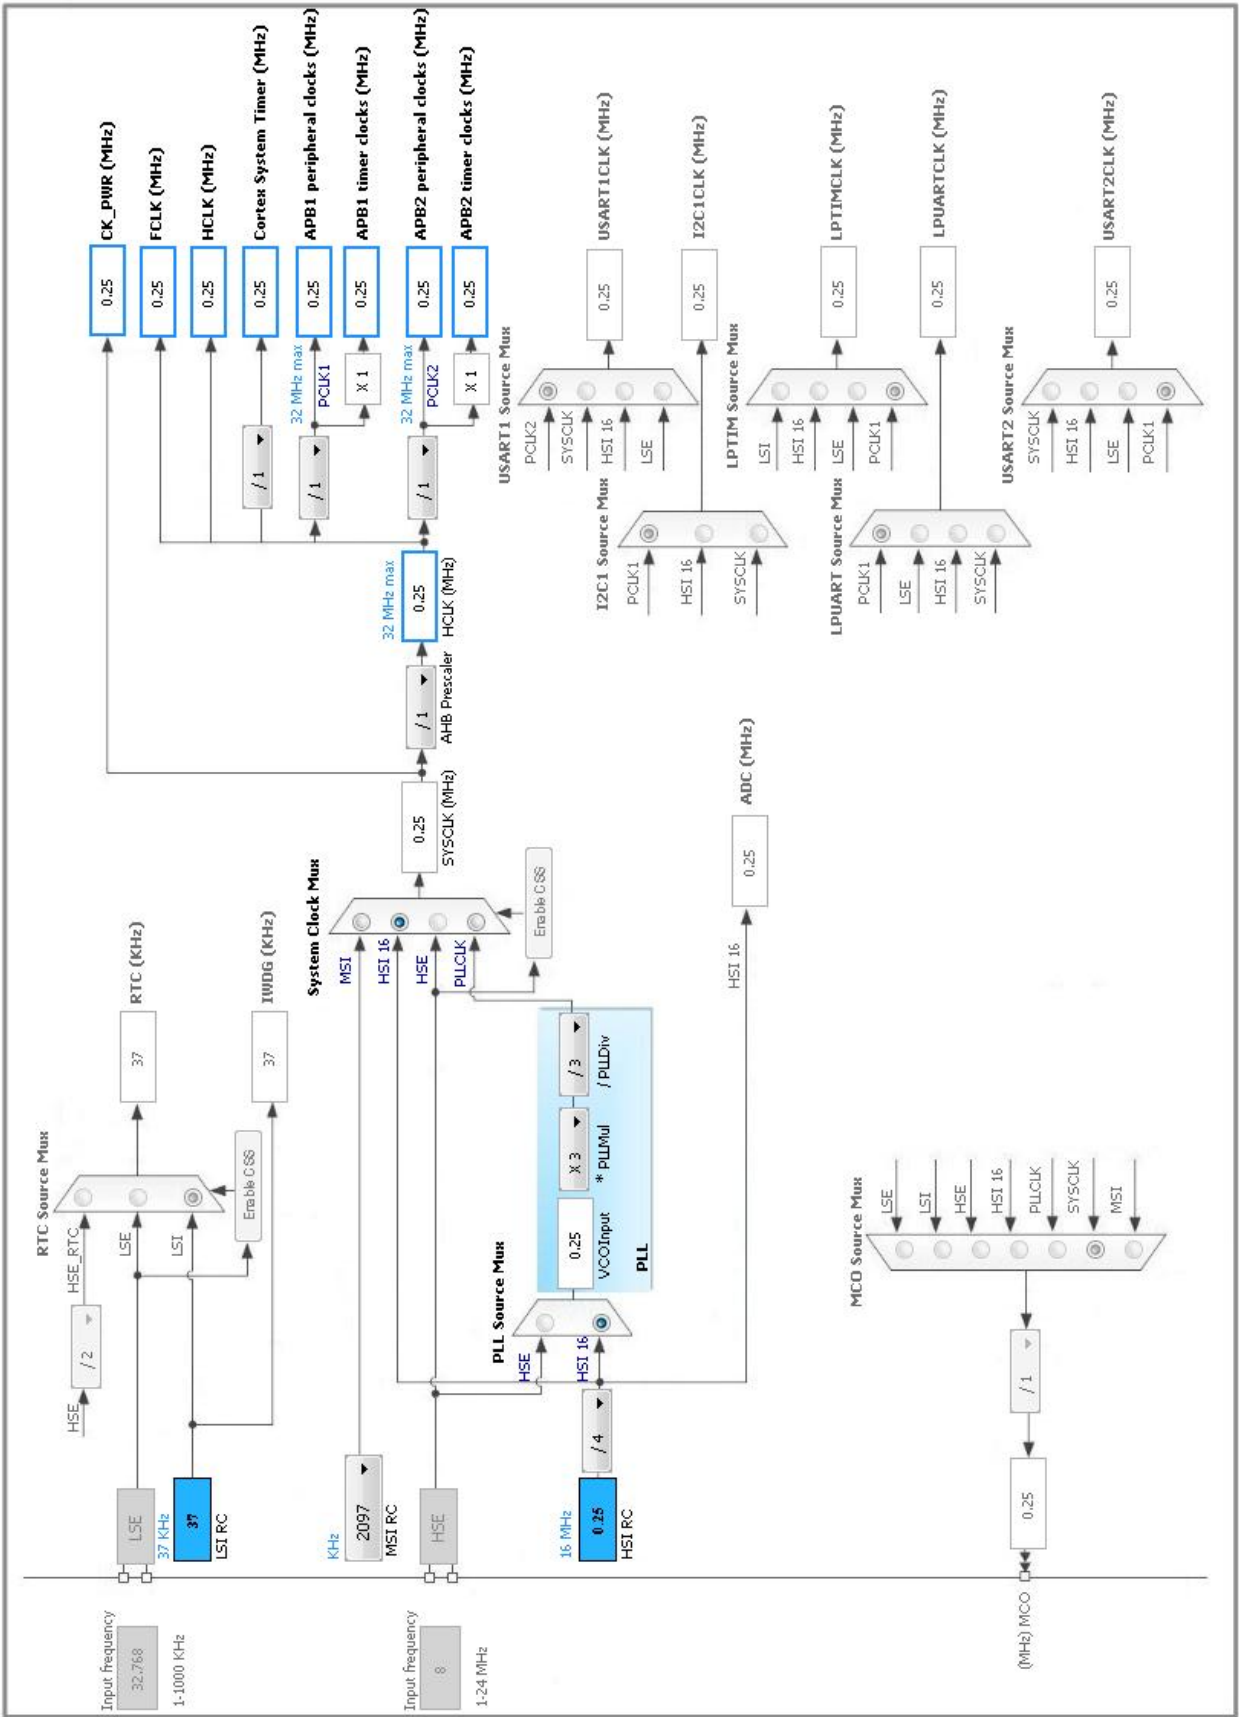 Input frequency
32.768
1-1000 KHz
LSE
37 KHz
37
LSI RC
HSE
/ 2
HSE_RTC
LSE
LSI
RTC Source Mux
Enable CSS
37
RTC (KHz)
37
IWDG (KHz)
Input frequency
8
1-24 MHz
KHz
2097
MSI RC
HSE
16 MHz
0.25
HSI RC
/ 4
PLL Source Mux
HSE
HSI 16
0.25
VCOInput
X 3
* PLLMul
/ 3
/ PLLDiv
PLL
System Clock Mux
MSI
HSI 16
HSE
PLLCLK
Enable CSS
0.25
SYSCLK (MHz)
/ 1
AHB Prescaler
32 MHz max
0.25
HCLK (MHz)
HSI 16
0.25
ADC (MHz)
0.25
CK_PWR (MHz)
0.25
FCLK (MHz)
0.25
HCLK (MHz)
/ 1
0.25
Cortex System Timer (MHz)
/ 1
32 MHz max
PCLK1
0.25
APB1 peripheral clocks (MHz)
X 1
0.25
APB1 timer clocks (MHz)
/ 1
32 MHz max
PCLK2
0.25
APB2 peripheral clocks (MHz)
X 1
0.25
APB2 timer clocks (MHz)
USART1 Source Mux
PCLK2
SYSCLK
HSI 16
LSE
0.25
USART1CLK (MHz)
I2C1 Source Mux
PCLK1
HSI 16
SYSCLK
0.25
I2C1CLK (MHz)
LPTIM Source Mux
LSI
HSI 16
LSE
PCLK1
0.25
LPTIMCLK (MHz)
LPUART Source Mux
PCLK1
LSE
HSI 16
SYSCLK
0.25
LPUARTCLK (MHz)
USART2 Source Mux
SYSCLK
HSI 16
LSE
PCLK1
0.25
USART2CLK (MHz)
MCO Source Mux
LSE
LSI
HSE
HSI 16
PLLCLK
SYSCLK
MSI
/ 1
0.25
(MHz) MCO